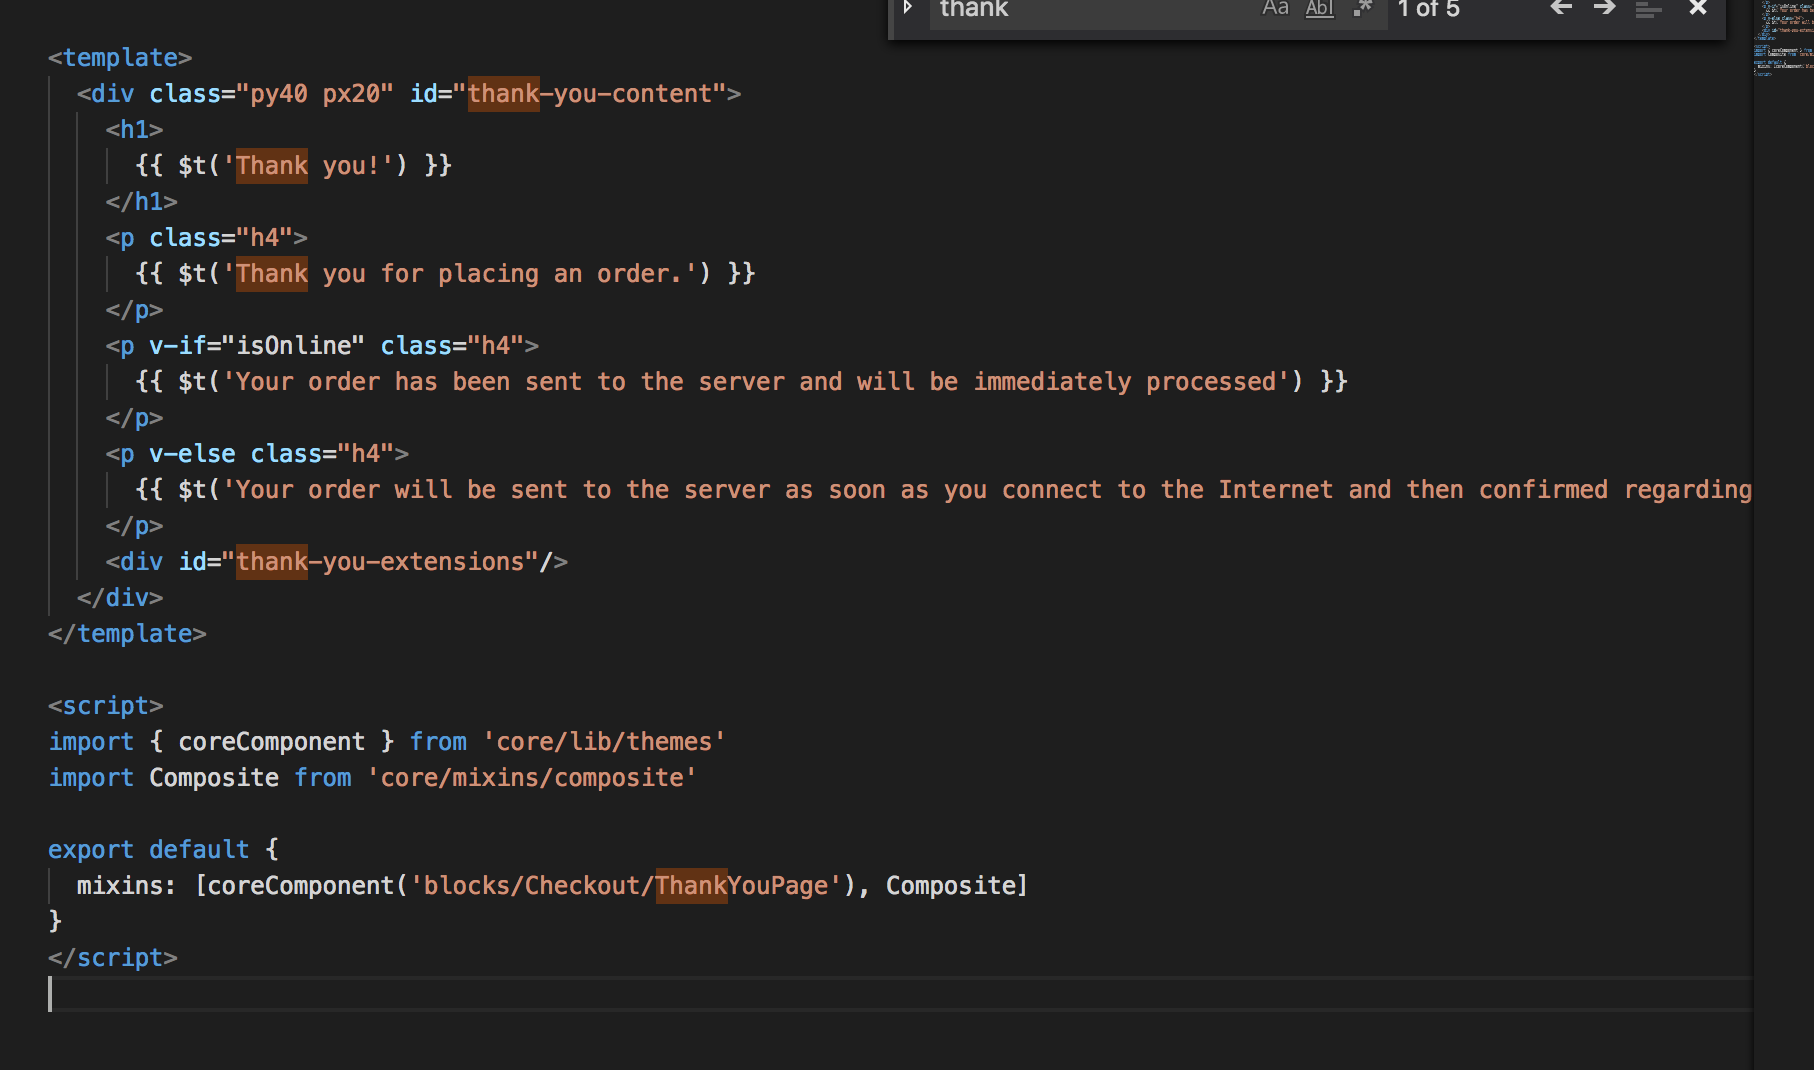 thank Aa Abl .* 1 of 5
<template>
<div class="py40 px20" id="thank-you-content">
<h1>
{{ $t('Thank you!') }}
</h1>
<p class="h4">
{{ $t('Thank you for placing an order.') }}
</p>
<p v-if="isOnline" class="h4">
{{ $t('Your order has been sent to the server and will be immediately processed') }}
</p>
<p v-else class="h4">
{{ $t('Your order will be sent to the server as soon as you connect to the Internet and then confirmed regarding
</p>
<div id="thank-you-extensions"/>
</div>
</template>
<script>
import { coreComponent } from 'core/lib/themes'
import Composite from 'core/mixins/composite'
export default {
mixins: [coreComponent('blocks/Checkout/ThankYouPage'), Composite]
}
</script>